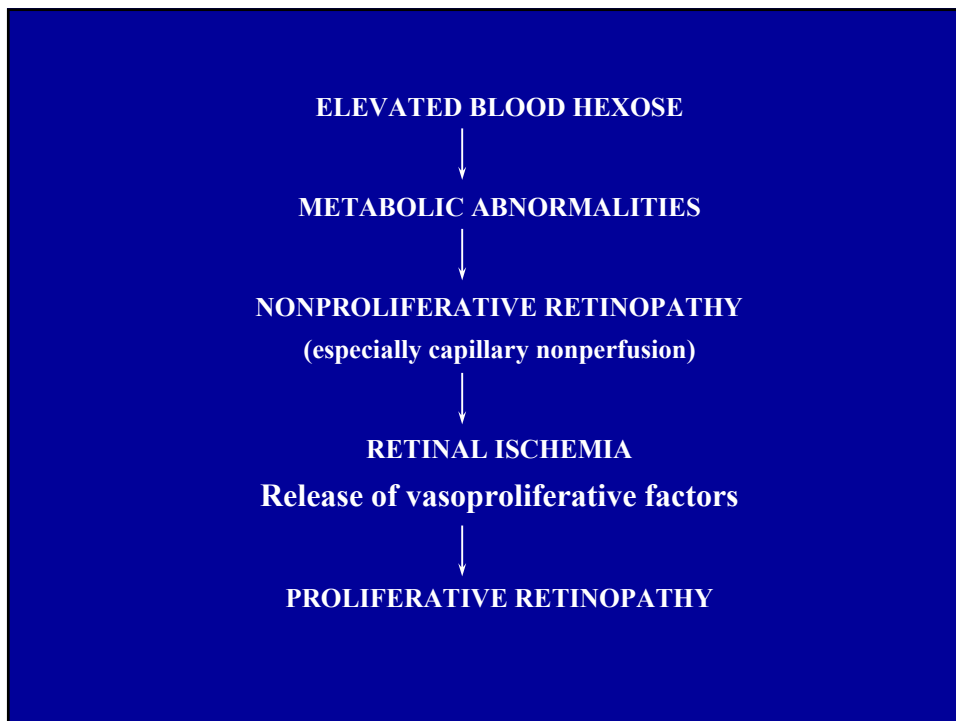 ELEVATED BLOOD HEXOSE
METABOLIC ABNORMALITIES
NONPROLIFERATIVE RETINOPATHY
(especially capillary nonperfusion)
RETINAL ISCHEMIA
Release of vasoproliferative factors
PROLIFERATIVE RETINOPATHY